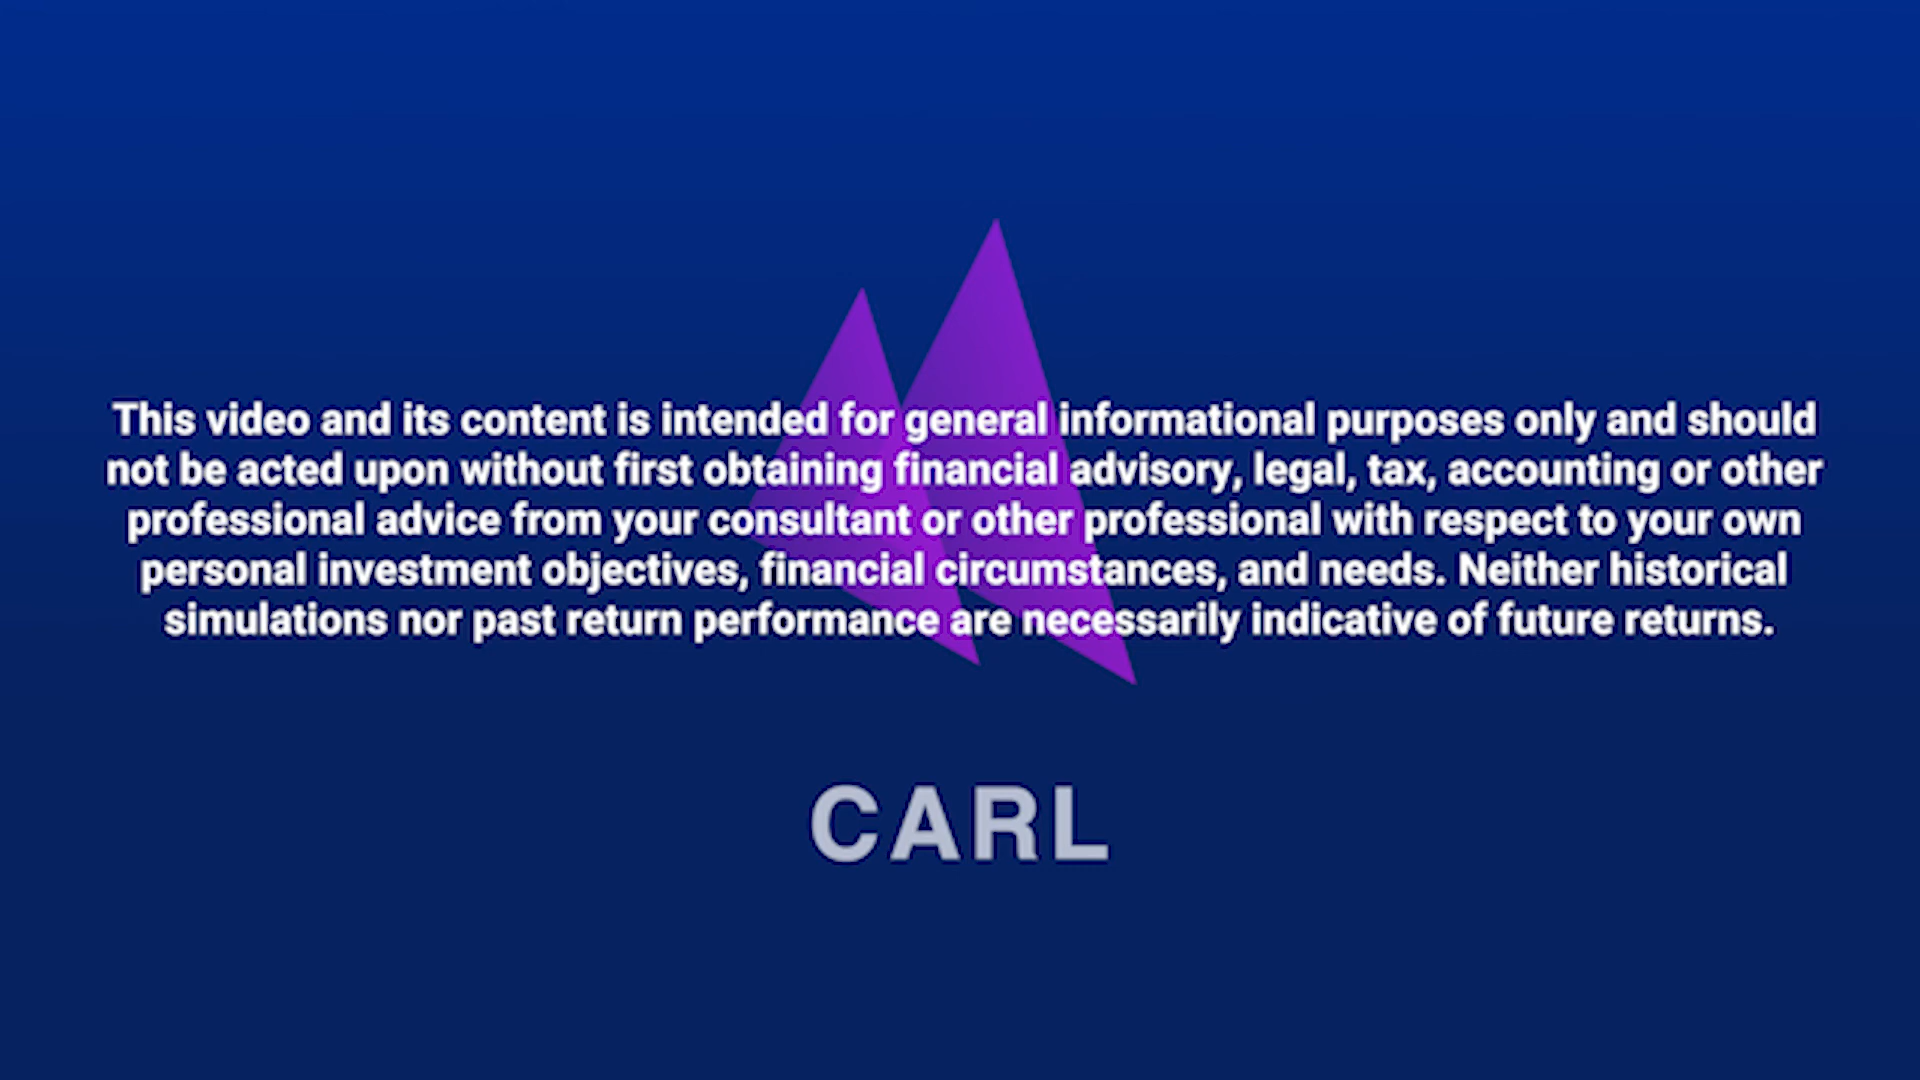 This video and its content is intended for general informational purposes only and should
not be acted upon without first obtaining financial advisory, legal, tax, accounting or other
professional advice from your consultant or other professional with respect to your own
personal investment objectives, financial circumstances, and needs. Neither historical
simulations nor past return performance are necessarily indicative of future returns.
CARL